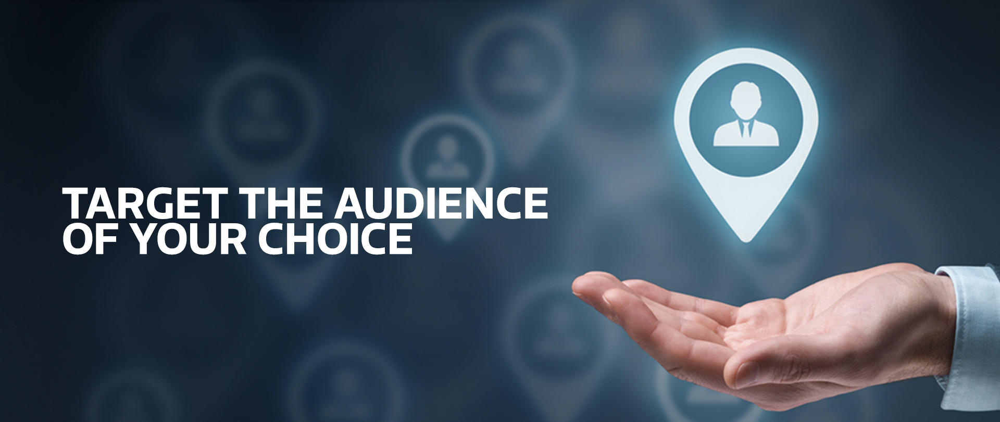 TARGET THE AUDIENCE
OF YOUR CHOICE